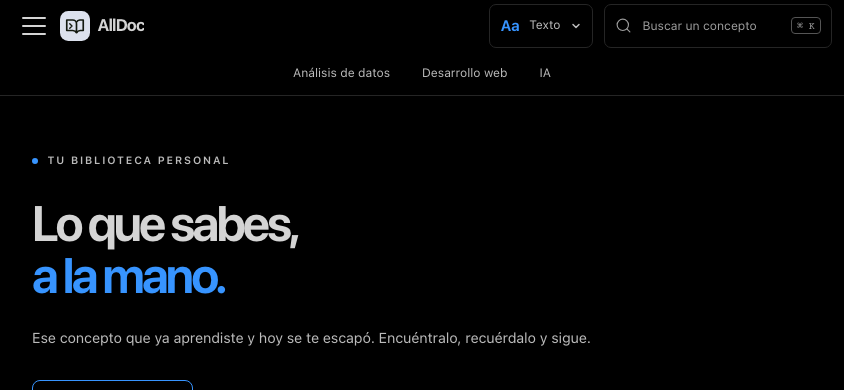 AllDoc
Aa Texto
Buscar un concepto ⌘ K
Análisis de datos Desarrollo web IA
TU BIBLIOTECA PERSONAL
Lo que sabes,
a la mano.
Ese concepto que ya aprendiste y hoy se te escapó. Encuéntralo, recuérdalo y sigue.